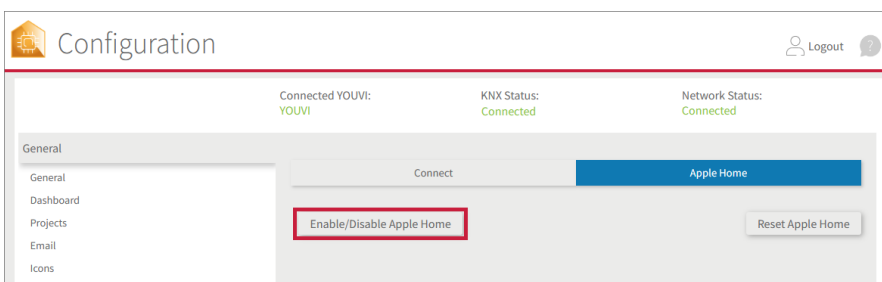 Configuration
Logout
?
Connected YOUVI:
YOUVI
KNX Status:
Connected
Network Status:
Connected
General
General
Dashboard
Projects
Email
Icons
Connect
Apple Home
Enable/Disable Apple Home
Reset Apple Home